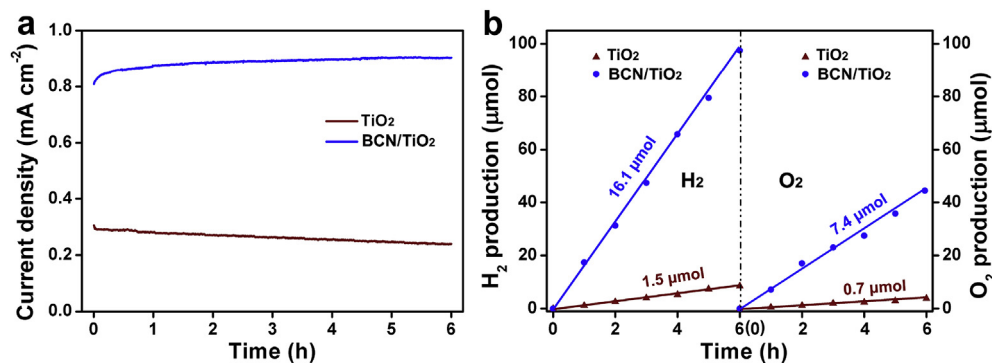 a
Current density (mA cm⁻²)
1.0
0.8
0.6
0.4
0.2
0.0
TiO₂
BCN/TiO₂
0
1
2
3
4
5
6
Time (h)
b
H₂ production (μmol)
100
80
60
40
20
0
TiO₂
BCN/TiO₂
16.1 μmol
H₂
1.5 μmol
TiO₂
BCN/TiO₂
O₂
7.4 μmol
0.7 μmol
0
2
4
6(0)
2
4
6
Time (h)
100
80
60
40
20
0
O₂ production (μmol)